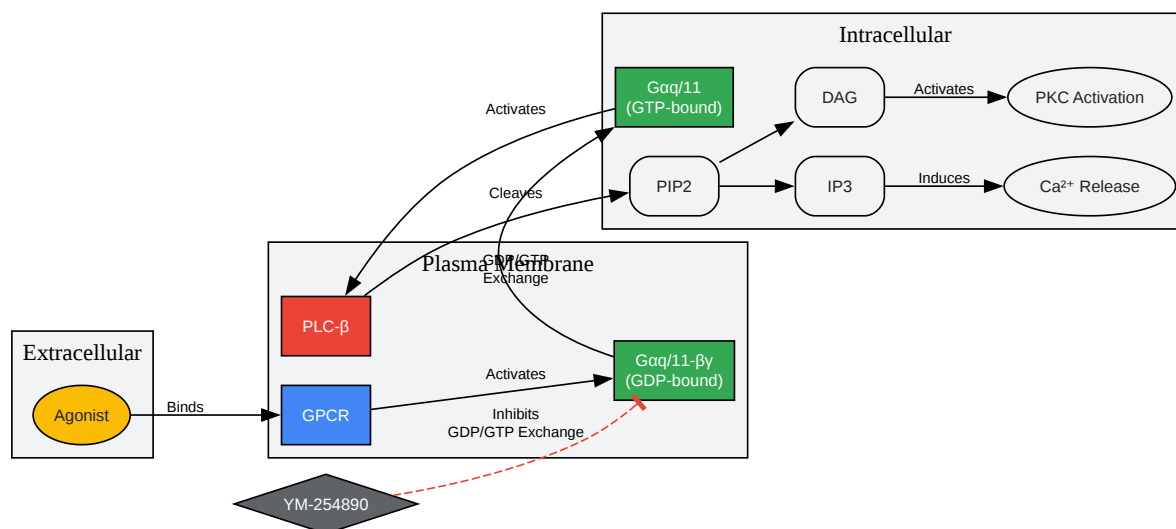 Intracellular
Gαq/11
(GTP-bound)
DAG
Activates
PKC Activation
Activates
PIP2
IP3
Induces
Ca²⁺ Release
Cleaves
Plasma Membrane
GDP/GTP
Exchange
PLC-β
Gαq/11-βγ
(GDP-bound)
Extracellular
Agonist
Binds
GPCR
Activates
Inhibits
GDP/GTP Exchange
YM-254890